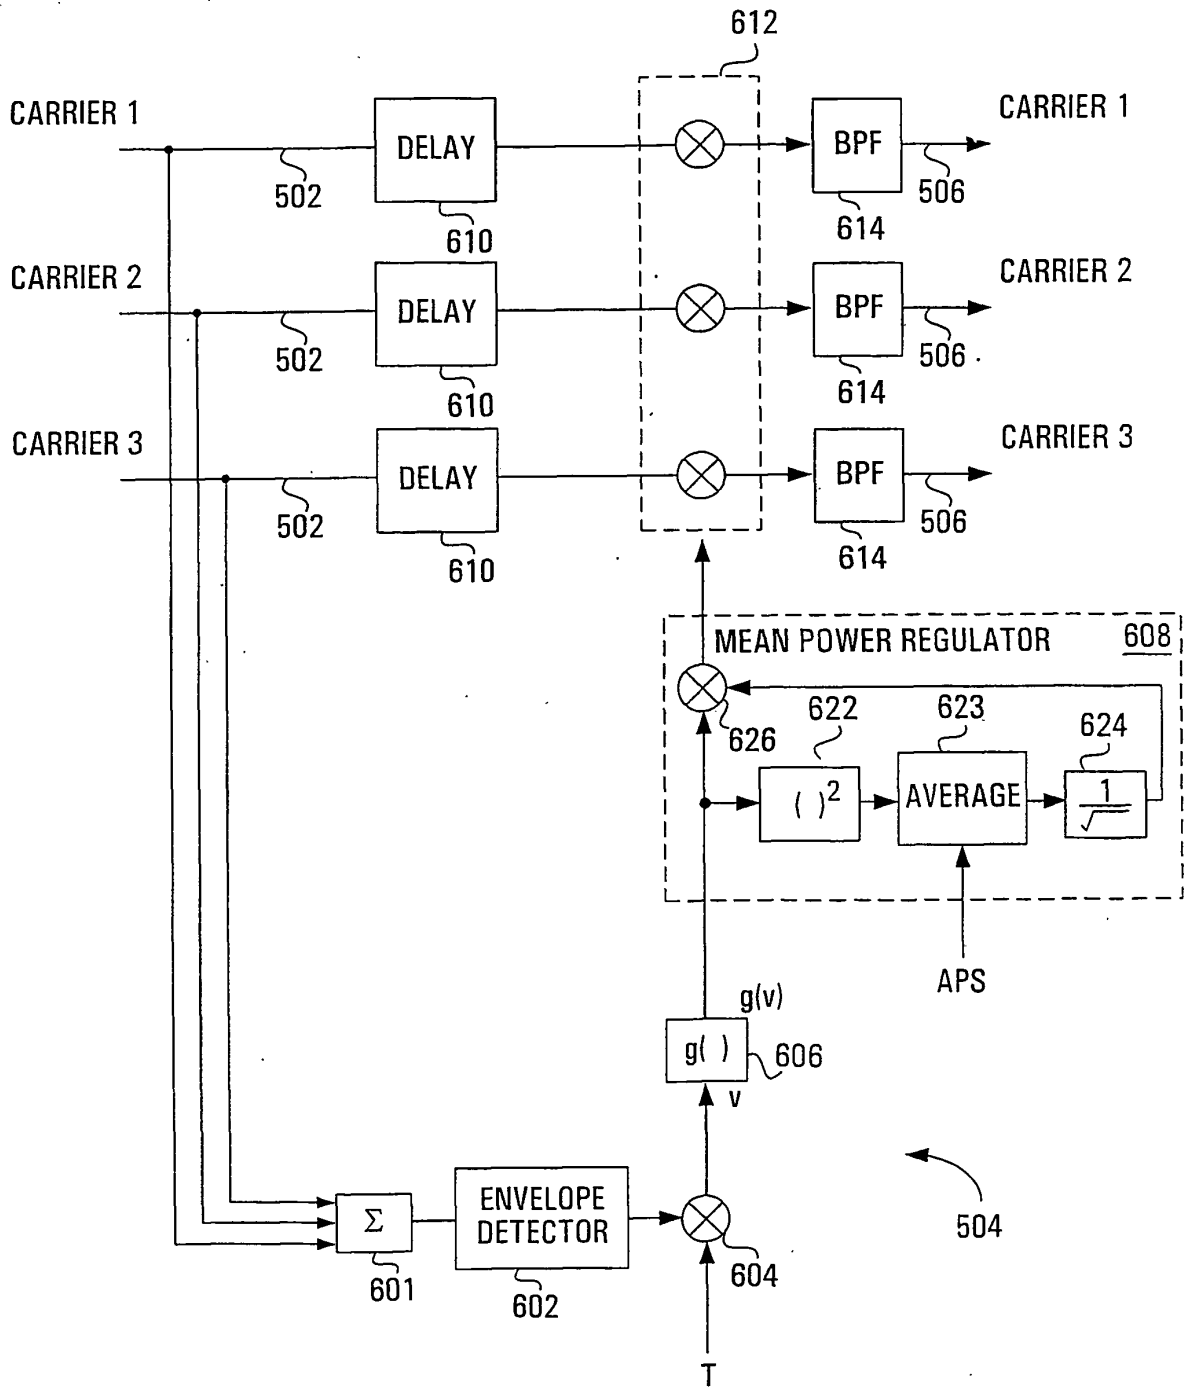 612
CARRIER 1
DELAY
BPF
CARRIER 1
502
610
614
506
CARRIER 2
DELAY
BPF
CARRIER 2
502
610
614
506
CARRIER 3
DELAY
BPF
CARRIER 3
502
610
614
506
MEAN POWER REGULATOR 608
626
622
623
624
( )²
AVERAGE
1/√
APS
g(v)
g( )
606
v
Σ
601
ENVELOPE
DETECTOR
602
604
504
T